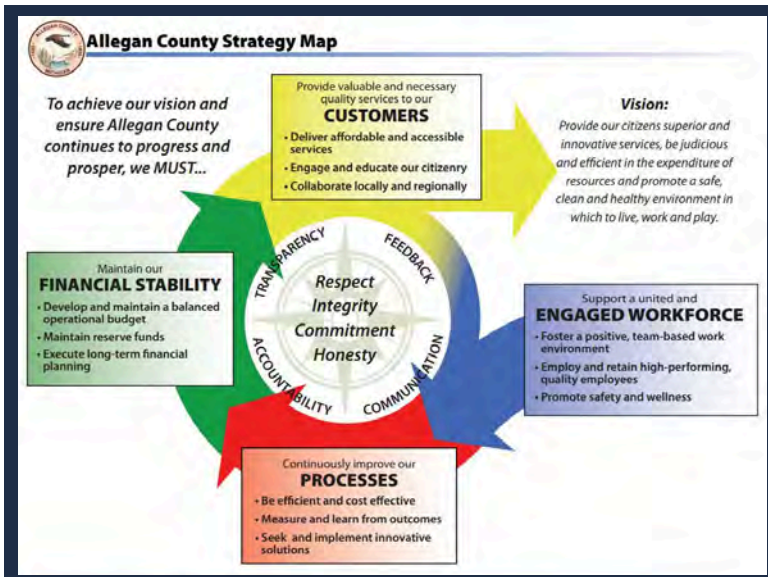 Allegan County Strategy Map
To achieve our vision and
ensure Allegan County
continues to progress and
prosper, we MUST...
Provide valuable and necessary
quality services to our
CUSTOMERS
• Deliver affordable and accessible
services
• Engage and educate our citizenry
• Collaborate locally and regionally
Vision:
Provide our citizens superior and
innovative services, be judicious
and efficient in the expenditure of
resources and promote a safe,
clean and healthy environment in
which to live, work and play.
Maintain our
FINANCIAL STABILITY
• Develop and maintain a balanced
operational budget
• Maintain reserve funds
• Execute long-term financial
planning
TRANSPARENCY
FEEDBACK
Respect
Integrity
Commitment
Honesty
ACCOUNTABILITY
COMMUNICATION
Support a united and
ENGAGED WORKFORCE
• Foster a positive, team-based work
environment
• Employ and retain high-performing,
quality employees
• Promote safety and wellness
Continuously improve our
PROCESSES
• Be efficient and cost effective
• Measure and learn from outcomes
• Seek and implement innovative
solutions